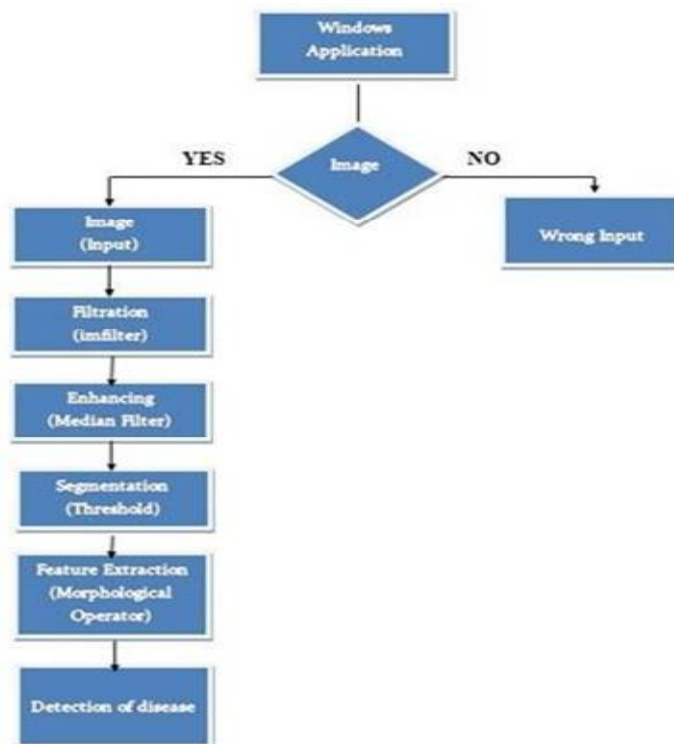 Windows
Application
Image
YES
NO
Image
(Input)
Wrong Input
Filtration
(imfilter)
Enhancing
(Median Filter)
Segmentation
(Threshold)
Feature Extraction
(Morphological
Operator)
Detection of disease